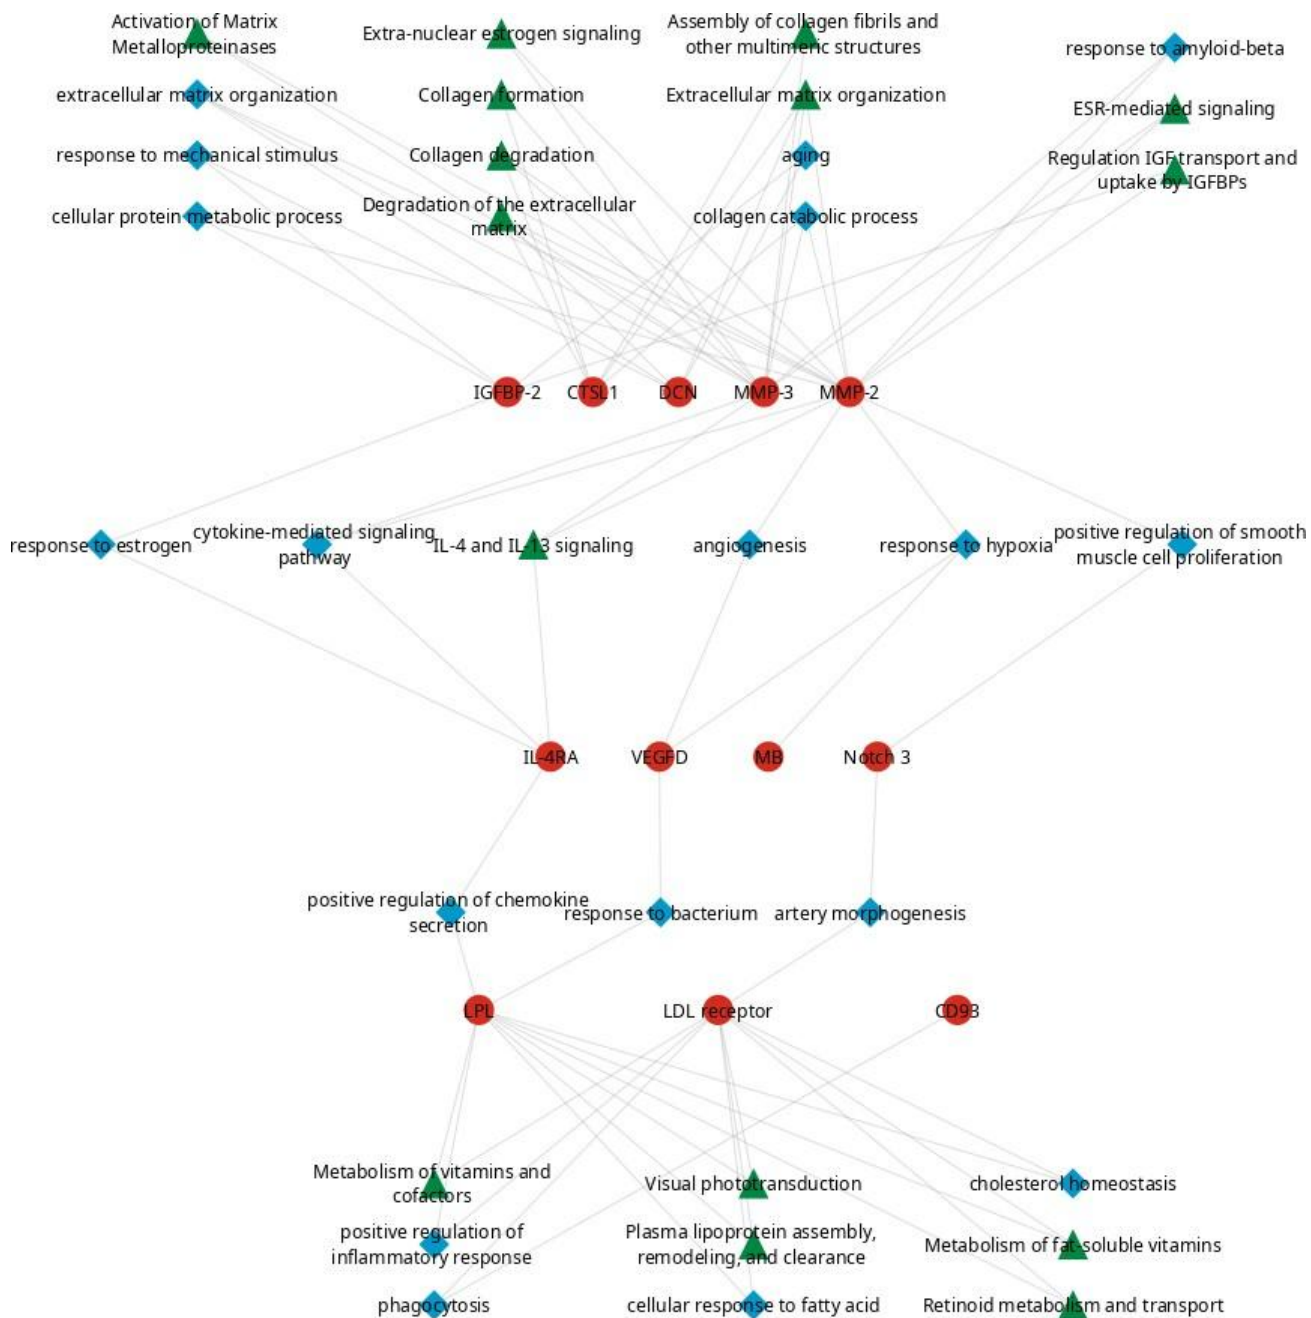 Activation of Matrix
Metalloproteinases
Extra-nuclear estrogen signaling
Assembly of collagen fibrils and
other multimeric structures
response to amyloid-beta
extracellular matrix organization
Collagen formation
Extracellular matrix organization
ESR-mediated signaling
response to mechanical stimulus
Collagen degradation
aging
Regulation IGF transport and
uptake by IGFBPs
cellular protein metabolic process
Degradation of the extracellular
matrix
collagen catabolic process
IGFBP-2
CTSL1
DCN
MMP-3
MMP-2
response to estrogen
cytokine-mediated signaling
pathway
IL-4 and IL-13 signaling
angiogenesis
response to hypoxia
positive regulation of smooth
muscle cell proliferation
IL-4RA
VEGFD
MB
Notch 3
positive regulation of chemokine
secretion
response to bacterium
artery morphogenesis
LPL
LDL receptor
CD93
Metabolism of vitamins and
cofactors
Visual phototransduction
cholesterol homeostasis
positive regulation of
inflammatory response
Plasma lipoprotein assembly,
remodeling, and clearance
Metabolism of fat-soluble vitamins
phagocytosis
cellular response to fatty acid
Retinoid metabolism and transport